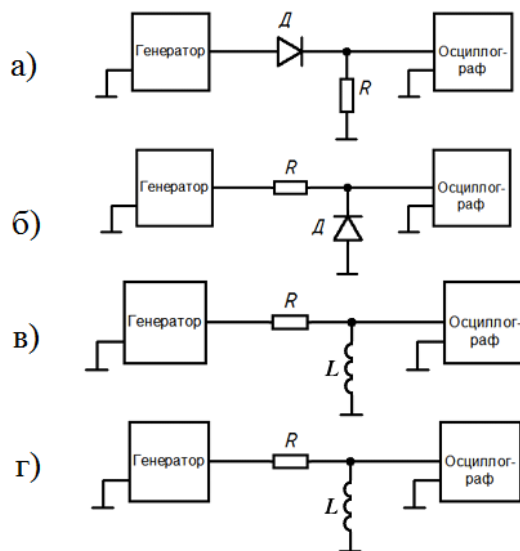 а)
Генератор
Д
R
Осциллог-
раф
б)
Генератор
R
Д
Осциллог-
раф
в)
Генератор
R
L
Осциллог-
раф
г)
Генератор
R
L
Осциллог-
раф